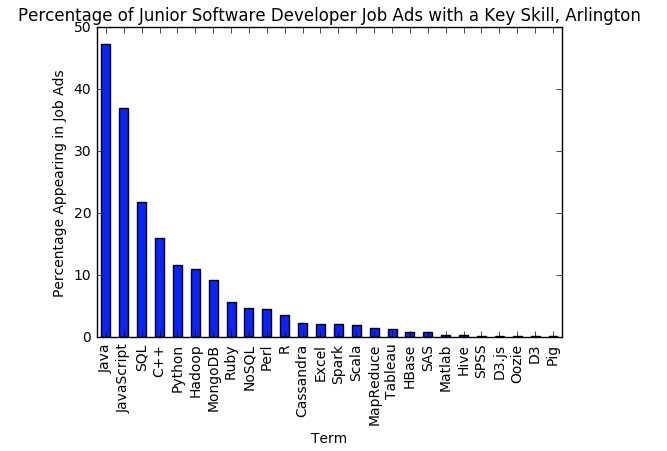 Percentage of Junior Software Developer Job Ads with a Key Skill, Arlington
Percentage Appearing in Job Ads
50
40
30
20
10
0
Java
JavaScript
SQL
C++
Python
Hadoop
MongoDB
Ruby
NoSQL
Perl
R
Cassandra
Excel
Spark
Scala
MapReduce
Tableau
HBase
SAS
Matlab
Hive
SPSS
D3.js
Oozie
D3
Pig
Term